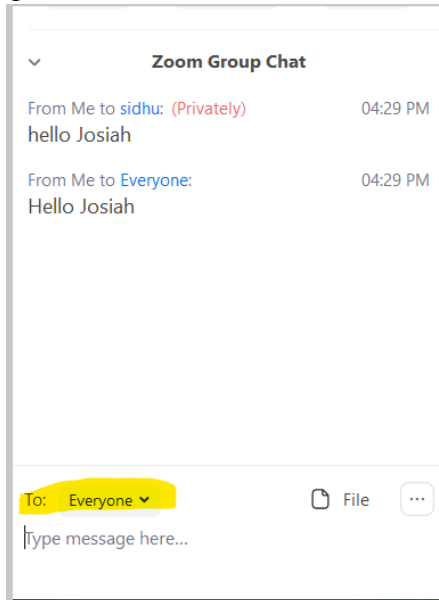 Zoom Group Chat
From Me to sidhu: (Privately) 04:29 PM
hello Josiah
From Me to Everyone: 04:29 PM
Hello Josiah
To: Everyone File ...
Type message here...